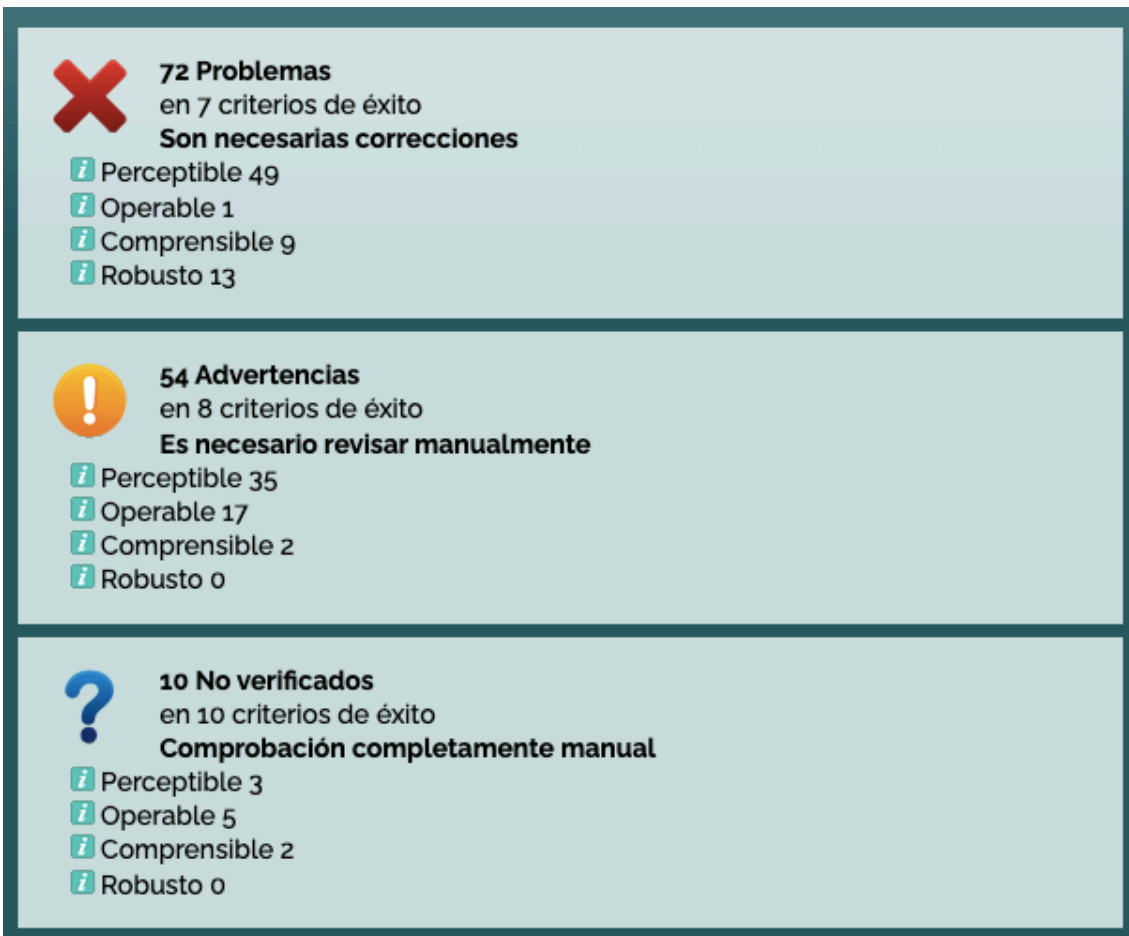 72 Problemas
en 7 criterios de éxito
Son necesarias correcciones
i Perceptible 49
i Operable 1
i Comprensible 9
i Robusto 13
54 Advertencias
en 8 criterios de éxito
Es necesario revisar manualmente
i Perceptible 35
i Operable 17
i Comprensible 2
i Robusto 0
10 No verificados
en 10 criterios de éxito
Comprobación completamente manual
i Perceptible 3
i Operable 5
i Comprensible 2
i Robusto 0